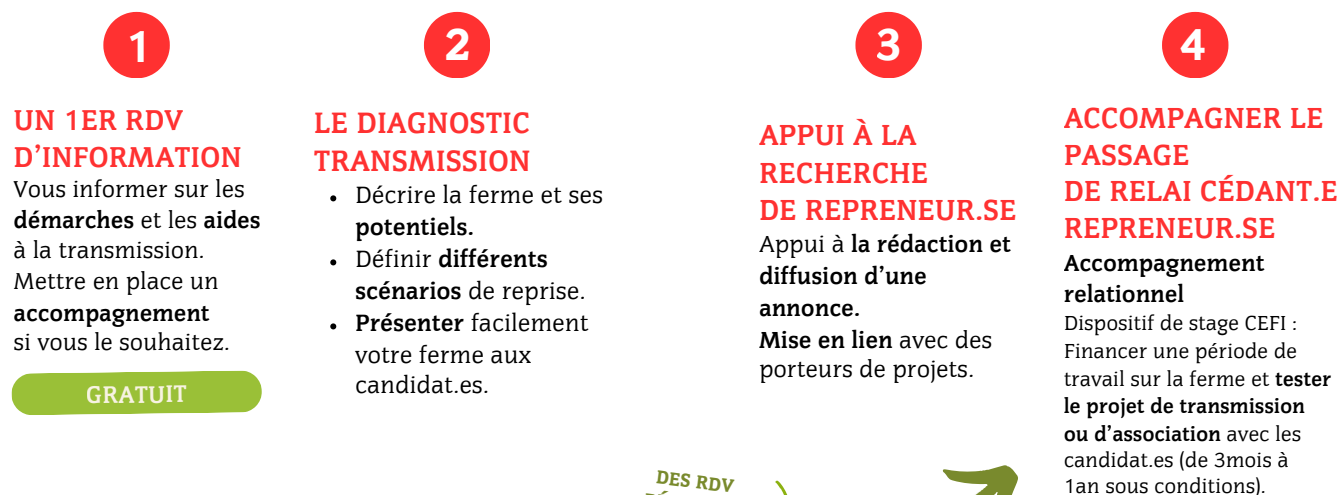 1
UN 1ER RDV
D'INFORMATION
Vous informer sur les
démarches et les aides
à la transmission.
Mettre en place un
accompagnement
si vous le souhaitez.
GRATUIT
2
LE DIAGNOSTIC
TRANSMISSION
• Décrire la ferme et ses
potentiels.
• Définir différents
scénarios de reprise.
• Présenter facilement
votre ferme aux
candidat.es.
3
APPUI À LA
RECHERCHE
DE REPRENEUR.SE
Appui à la rédaction et
diffusion d'une
annonce.
Mise en lien avec des
porteurs de projets.
4
ACCOMPAGNER LE
PASSAGE
DE RELAI CÉDANT.E
REPRENEUR.SE
Accompagnement
relationnel
Dispositif de stage CEFI :
Financer une période de
travail sur la ferme et tester
le projet de transmission
ou d'association avec les
candidat.es (de 3mois à
1an sous conditions).
DES RDV